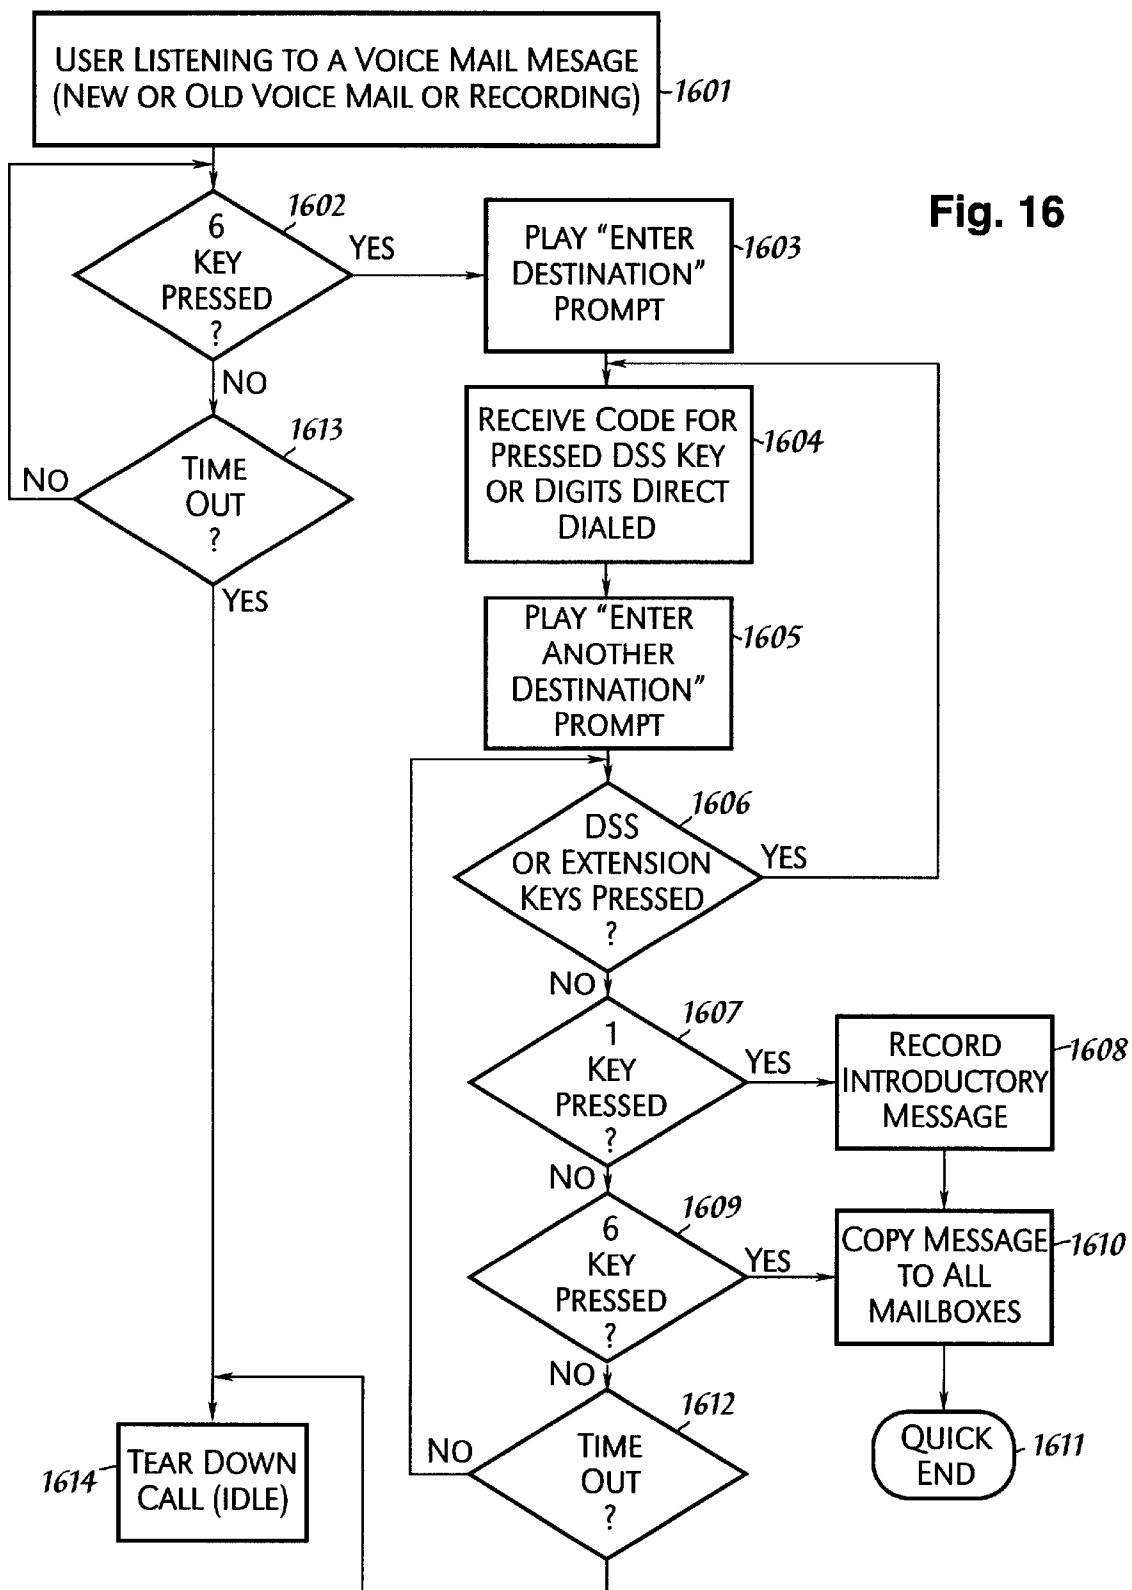 USER LISTENING TO A VOICE MAIL MESAGE
(NEW OR OLD VOICE MAIL OR RECORDING)
1601
Fig. 16
6
KEY
PRESSED
?
1602
YES
NO
PLAY “ENTER
DESTINATION”
PROMPT
1603
TIME
OUT
?
1613
NO
YES
RECEIVE CODE FOR
PRESSED DSS KEY
OR DIGITS DIRECT
DIALED
1604
PLAY “ENTER
ANOTHER
DESTINATION”
PROMPT
1605
DSS
OR EXTENSION
KEYS PRESSED
?
1606
YES
NO
1
KEY
PRESSED
?
1607
YES
NO
RECORD
INTRODUCTORY
MESSAGE
1608
6
KEY
PRESSED
?
1609
YES
NO
COPY MESSAGE
TO ALL
MAILBOXES
1610
TIME
OUT
?
1612
NO
QUICK
END
1611
TEAR DOWN
CALL (IDLE)
1614